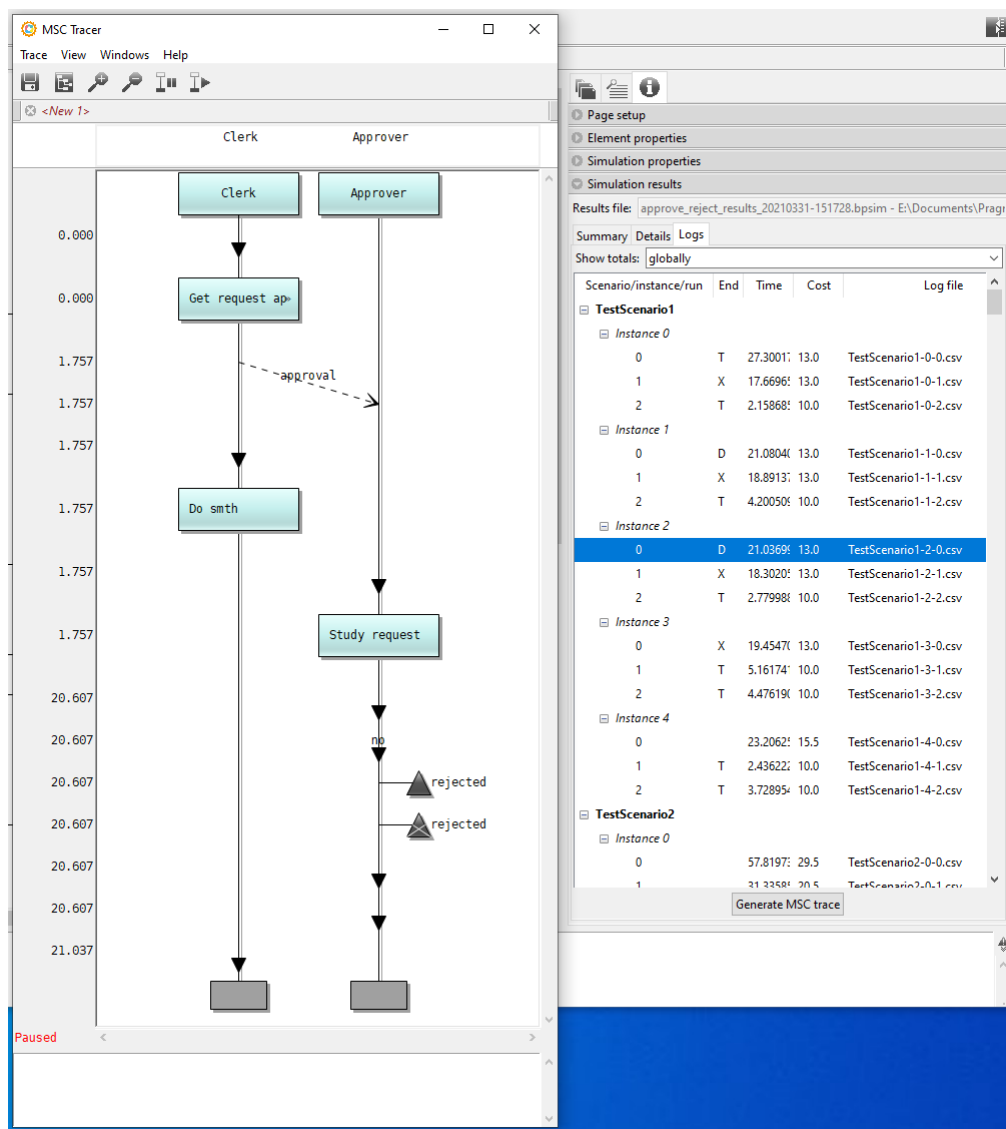 MSC Tracer
Trace View Windows Help
<New 1>
Clerk Approver
Clerk Approver
0.000
0.000 Get request ap»
1.757
approval
1.757
1.757
1.757 Do smth
1.757
1.757 Study request
20.607
20.607 no
20.607 rejected
20.607 rejected
20.607
20.607
21.037
Paused
Page setup
Element properties
Simulation properties
Simulation results
Results file: approve_reject_results_20210331-151728.bpsim - E:\Documents\Pragr
Summary Details Logs
Show totals: globally
Scenario/instance/run End Time Cost Log file
TestScenario1
Instance 0
0 T 27.30017 13.0 TestScenario1-0-0.csv
1 X 17.6696 13.0 TestScenario1-0-1.csv
2 T 2.15868 10.0 TestScenario1-0-2.csv
Instance 1
0 D 21.0804 13.0 TestScenario1-1-0.csv
1 X 18.8913 13.0 TestScenario1-1-1.csv
2 T 4.20050 10.0 TestScenario1-1-2.csv
Instance 2
0 D 21.0369 13.0 TestScenario1-2-0.csv
1 X 18.3020 13.0 TestScenario1-2-1.csv
2 T 2.77998 10.0 TestScenario1-2-2.csv
Instance 3
0 X 19.4547 13.0 TestScenario1-3-0.csv
1 T 5.16174 10.0 TestScenario1-3-1.csv
2 T 4.47619 10.0 TestScenario1-3-2.csv
Instance 4
0 23.2062 15.5 TestScenario1-4-0.csv
1 T 2.43622 10.0 TestScenario1-4-1.csv
2 T 3.72895 10.0 TestScenario1-4-2.csv
TestScenario2
Instance 0
0 57.8197 29.5 TestScenario2-0-0.csv
1 31.3358 20.5 TestScenario2-0-1.csv
Generate MSC trace